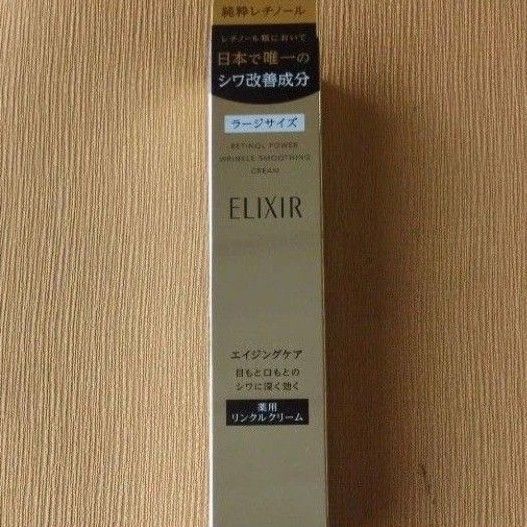 純粋レチノール
レチノール類において
日本で唯一の
シワ改善成分
ラージサイズ
RETINOL POWER
WRINKLE SMOOTHING
CREAM
ELIXIR
エイジングケア
目もと口もとの
シワに深く効く
薬用
リンクルクリーム